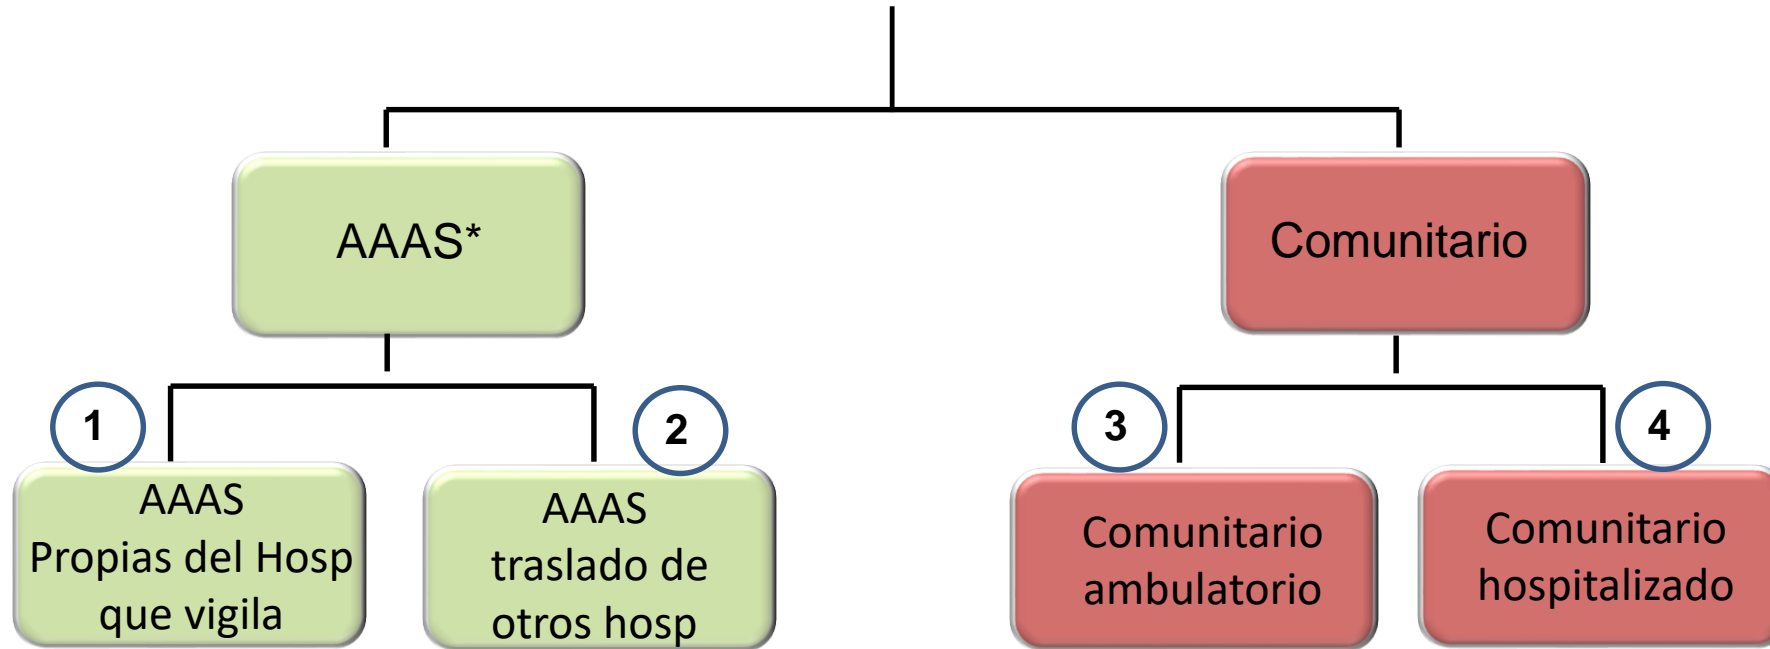 AAAS*
Comunitario
1
2
3
4
AAAS
Propias del Hosp
que vigila
AAAS
traslado de
otros hosp
Comunitario
ambulatorio
Comunitario
hospitalizado